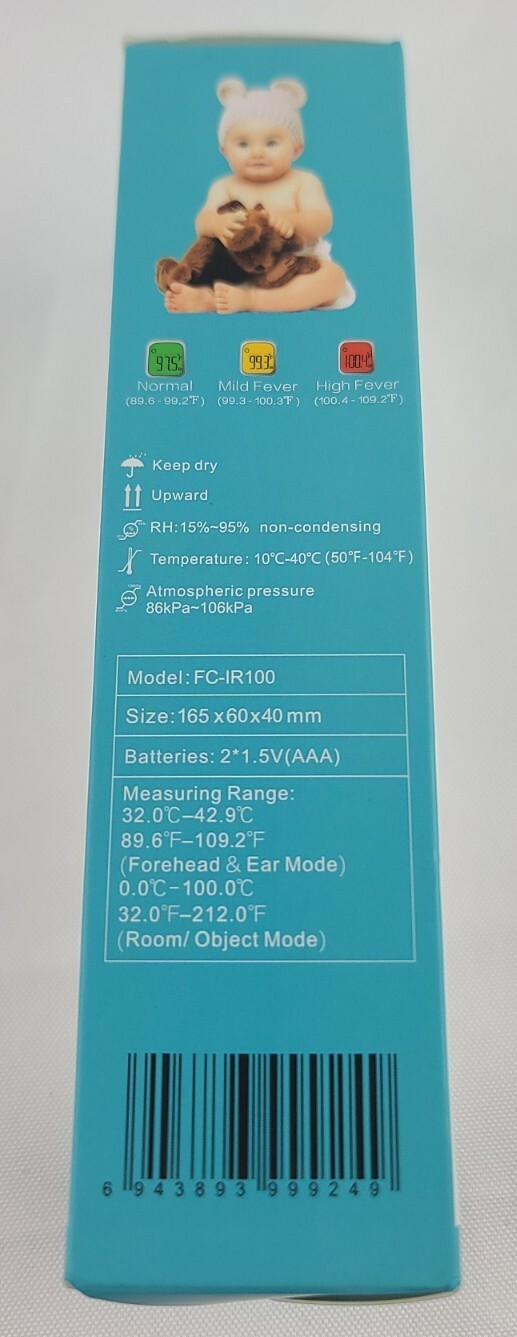 97.5℉ 99.3℉ 100.4℉
Normal Mild Fever High Fever
(89.6-99.2℉) (99.3-100.3℉) (100.4-109.2℉)
Keep dry
Upward
RH:15%~95% non-condensing
Temperature: 10℃-40℃(50℉-104℉)
Atmospheric pressure
86kPa~106kPa
Model: FC-IR100
Size:165x60x40mm
Batteries: 2*1.5V(AAA)
Measuring Range:
32.0℃–42.9℃
89.6℉–109.2℉
(Forehead & Ear Mode)
0.0℃-100.0℃
32.0℉–212.0℉
(Room/ Object Mode)
6 943893 999249